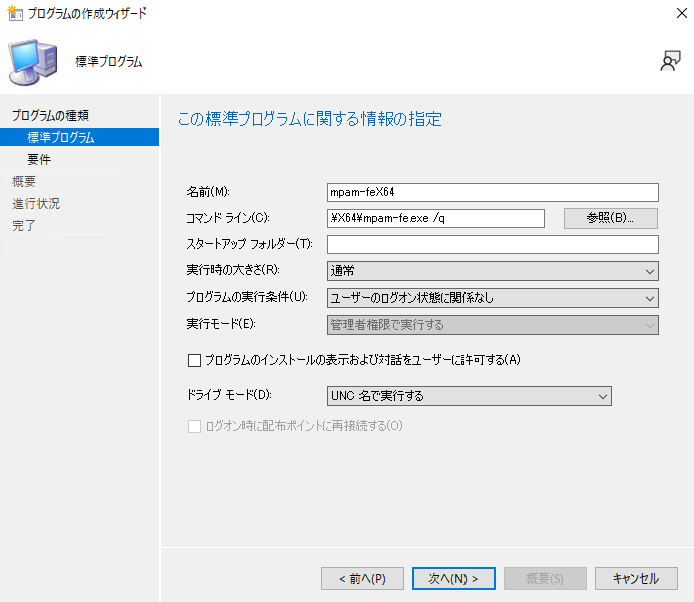 プログラムの作成ウィザード
標準プログラム
プログラムの種類
標準プログラム
要件
概要
進行状況
完了
この標準プログラムに関する情報の指定
名前(M): mpam-feX64
コマンド ライン(C): ¥X64¥mpam-fe.exe /q 参照(B)...
スタートアップ フォルダー(T):
実行時の大きさ(R): 通常
プログラムの実行条件(U): ユーザーのログオン状態に関係なし
実行モード(E): 管理者権限で実行する
プログラムのインストールの表示および対話をユーザーに許可する(A)
ドライブ モード(D): UNC 名で実行する
ログオン時に配布ポイントに再接続する(O)
< 前へ(P) 次へ(N) > 概要(S) キャンセル